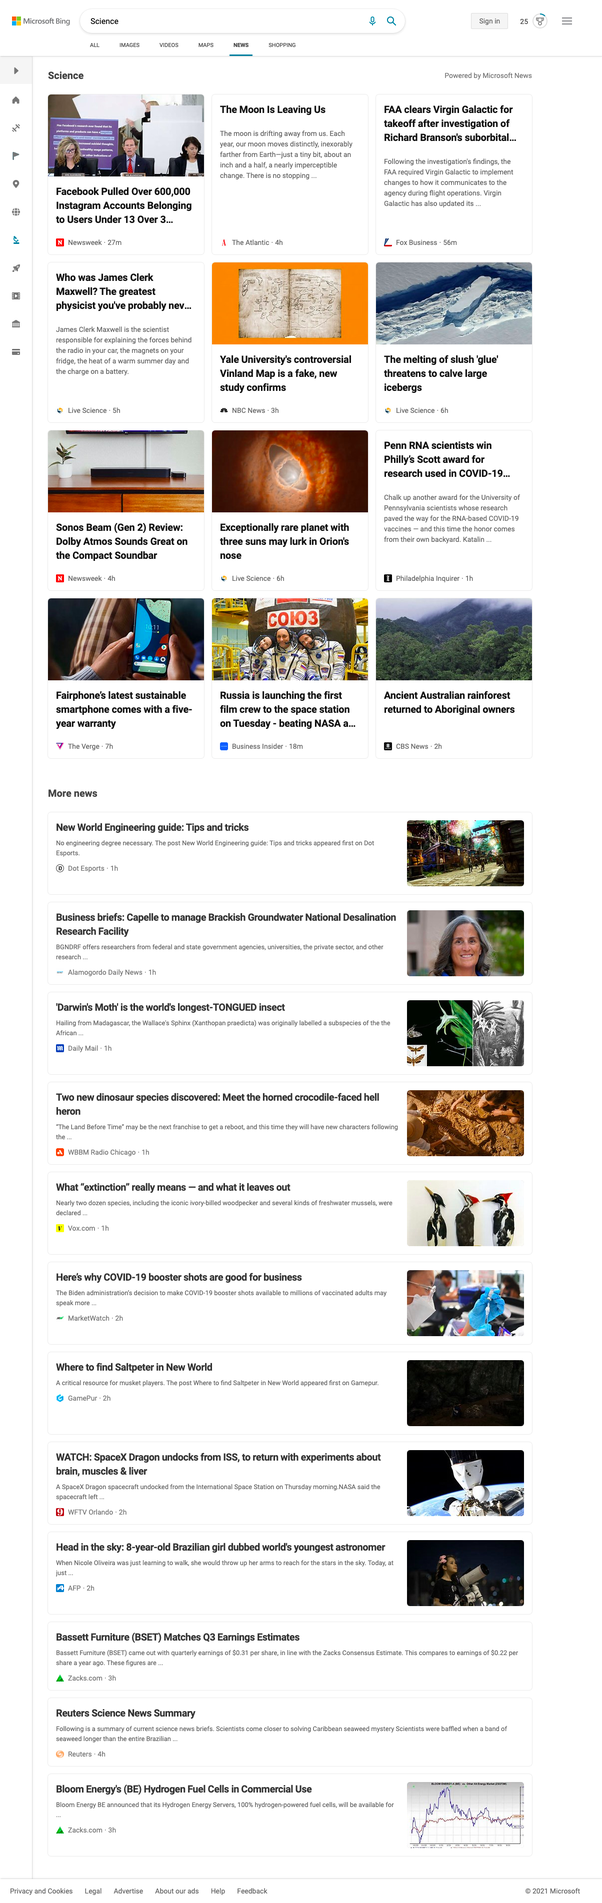 Microsoft Bing
Science
Sign in
25
ALL
IMAGES
VIDEOS
MAPS
NEWS
SHOPPING
Science
Powered by Microsoft News
Facebook Pulled Over 600,000
Instagram Accounts Belonging
to Users Under 13 Over 3...
Newsweek · 27m
The Moon Is Leaving Us
The moon is drifting away from us. Each
year, our moon moves distinctly, inexorably
farther from Earth—just a tiny bit, about an
inch and a half, a nearly imperceptible
change. There is no stopping ...
The Atlantic · 4h
FAA clears Virgin Galactic for
takeoff after investigation of
Richard Branson's suborbital...
Following the investigation's findings, the
FAA required Virgin Galactic to implement
changes to how it communicates to the
agency during flight operations. Virgin
Galactic has also updated its ...
Fox Business · 56m
Who was James Clerk
Maxwell? The greatest
physicist you've probably nev...
James Clerk Maxwell is the scientist
responsible for explaining the forces behind
the radio in your car, the magnets on your
fridge, the heat of a warm summer day and
the charge on a battery.
Live Science · 5h
Yale University's controversial
Vinland Map is a fake, new
study confirms
NBC News · 3h
The melting of slush 'glue'
threatens to calve large
icebergs
Live Science · 6h
Sonos Beam (Gen 2) Review:
Dolby Atmos Sounds Great on
the Compact Soundbar
Newsweek · 4h
Exceptionally rare planet with
three suns may lurk in Orion's
nose
Live Science · 6h
Penn RNA scientists win
Philly's Scott award for
research used in COVID-19...
Chalk up another award for the University of
Pennsylvania scientists whose research
paved the way for the RNA-based COVID-19
vaccines — and this time the honor comes
from their own backyard. Katalin ...
Philadelphia Inquirer · 1h
Fairphone's latest sustainable
smartphone comes with a five-
year warranty
The Verge · 7h
СОЮЗ
Russia is launching the first
film crew to the space station
on Tuesday - beating NASA a...
Business Insider · 18m
Ancient Australian rainforest
returned to Aboriginal owners
CBS News · 2h
More news
New World Engineering guide: Tips and tricks
No engineering degree necessary. The post New World Engineering guide: Tips and tricks appeared first on Dot
Esports.
Dot Esports · 1h
Business briefs: Capelle to manage Brackish Groundwater National Desalination
Research Facility
BGNDRF offers researchers from federal and state government agencies, universities, the private sector, and other
research ...
Alamogordo Daily News · 1h
'Darwin's Moth' is the world's longest-TONGUED insect
Hailing from Madagascar, the Wallace's Sphinx (Xanthopan praedicta) was originally labelled a subspecies of the the
African ...
Daily Mail · 1h
Two new dinosaur species discovered: Meet the horned crocodile-faced hell
heron
"The Land Before Time" may be the next franchise to get a reboot, and this time they will have new characters following
the ...
WBBM Radio Chicago · 1h
What "extinction" really means — and what it leaves out
Nearly two dozen species, including the iconic ivory-billed woodpecker and several kinds of freshwater mussels, were
declared ...
Vox.com · 1h
Here's why COVID-19 booster shots are good for business
The Biden administration's decision to make COVID-19 booster shots available to millions of vaccinated adults may
speak more ...
MarketWatch · 2h
Where to find Saltpeter in New World
A critical resource for musket players. The post Where to find Saltpeter in New World appeared first on Gamepur.
GamePur · 2h
WATCH: SpaceX Dragon undocks from ISS, to return with experiments about
brain, muscles & liver
A SpaceX Dragon spacecraft undocked from the International Space Station on Thursday morning.NASA said the
spacecraft left ...
WFTV Orlando · 2h
Head in the sky: 8-year-old Brazilian girl dubbed world's youngest astronomer
When Nicole Oliveira was just learning to walk, she would throw up her arms to reach for the stars in the sky. Today, at
just ...
AFP · 2h
Bassett Furniture (BSET) Matches Q3 Earnings Estimates
Bassett Furniture (BSET) came out with quarterly earnings of $0.31 per share, in line with the Zacks Consensus Estimate. This compares to earnings of $0.22 per
share a year ago. These figures are ...
Zacks.com · 3h
Reuters Science News Summary
Following is a summary of current science news briefs. Scientists come closer to solving Caribbean seaweed mystery Scientists were baffled when a band of
seaweed longer than the entire Brazilian ...
Reuters · 4h
Bloom Energy's (BE) Hydrogen Fuel Cells in Commercial Use
Bloom Energy BE announced that its Hydrogen Energy Servers, 100% hydrogen-powered fuel cells, will be available for
...
Zacks.com · 3h
Privacy and Cookies
Legal
Advertise
About our ads
Help
Feedback
© 2021 Microsoft